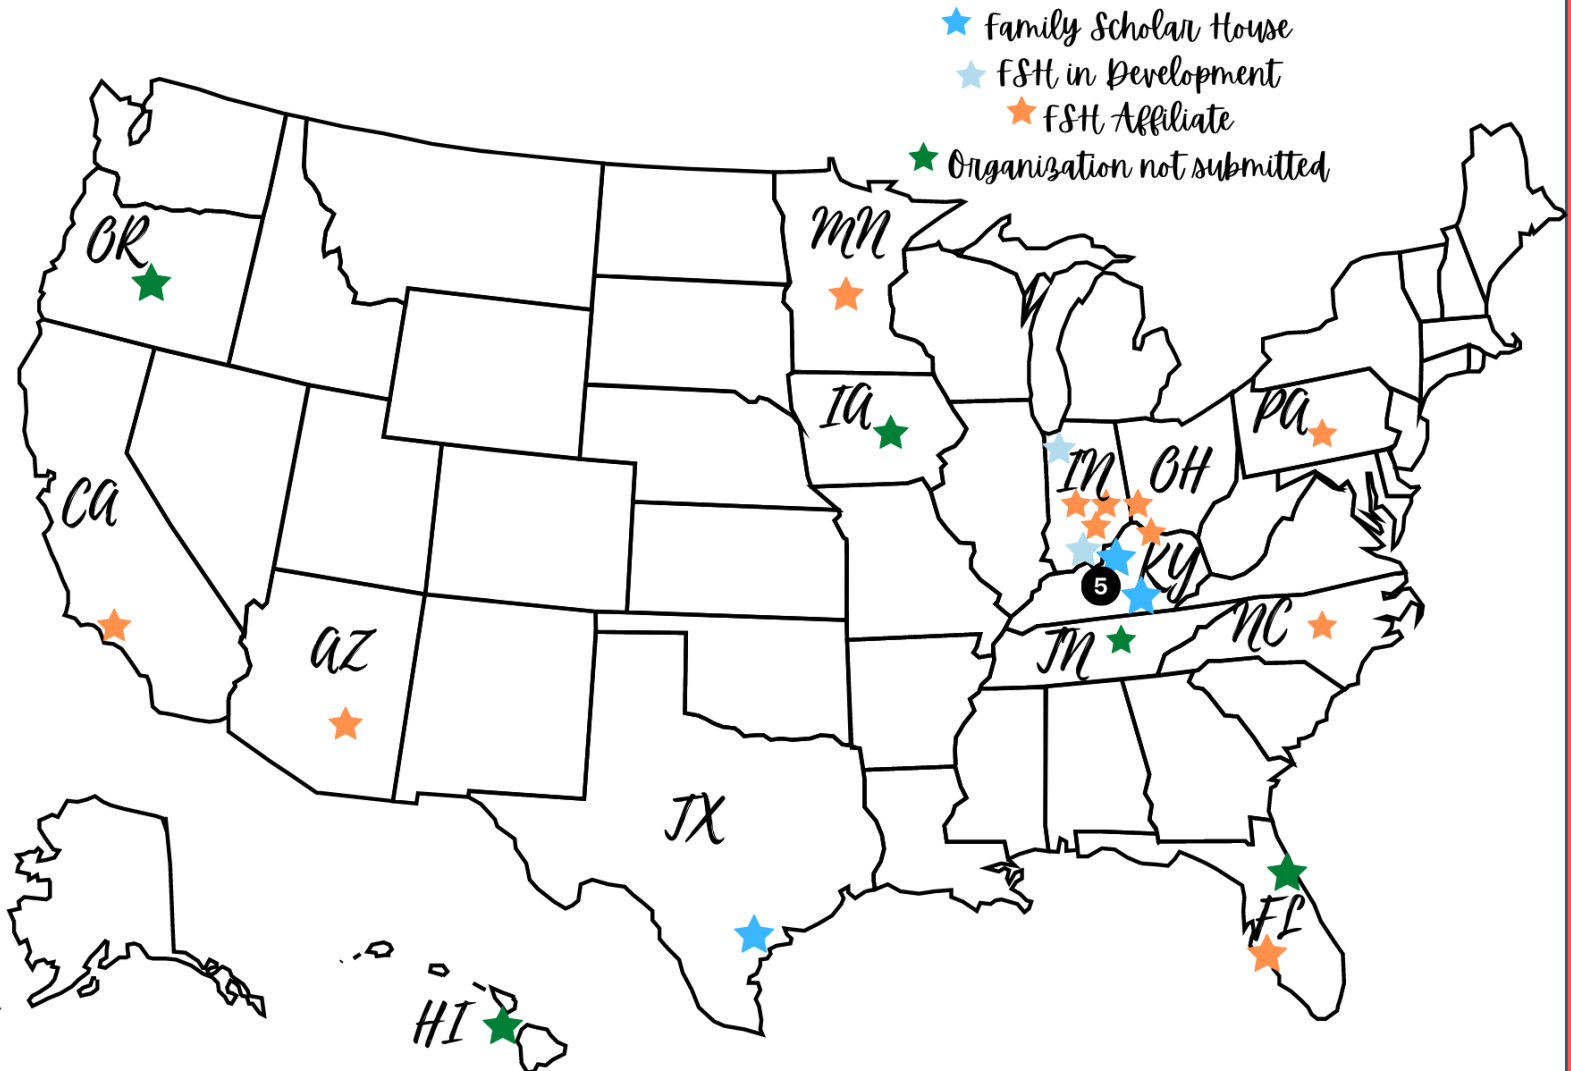 Family Scholar House
FSH in Development
FSH Affiliate
Organization not submitted
OR
MN
IA
PA
IN
OH
CA
KY
5
NC
TN
AZ
TX
FL
HI